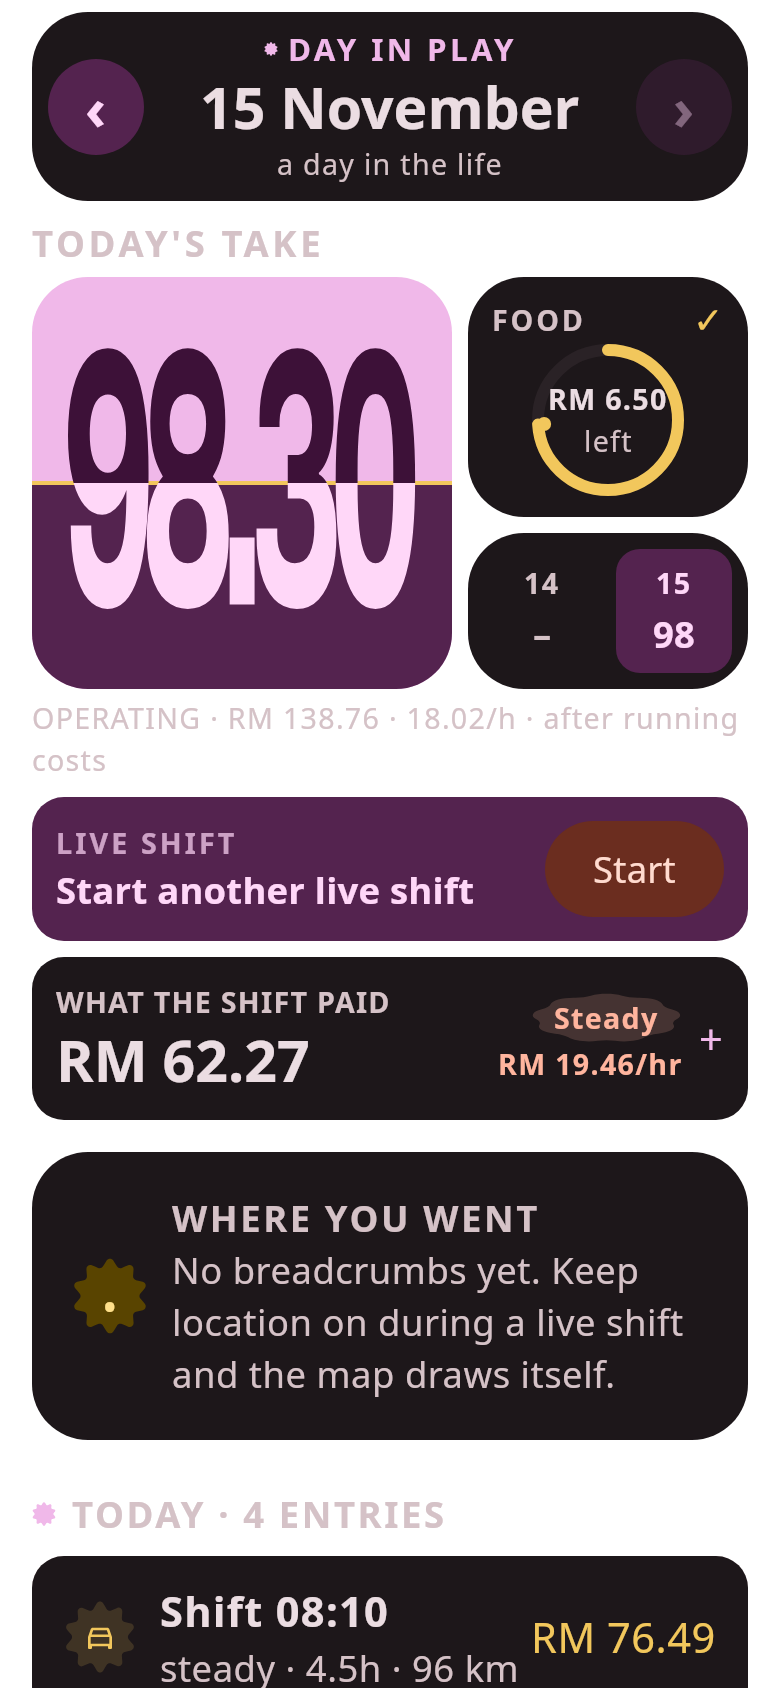 DAY IN PLAY
‹
15 November
›
a day in the life
TODAY'S TAKE
98.30
FOOD ✓
RM 6.50
left
14
–
15
98
OPERATING · RM 138.76 · 18.02/h · after running
costs
LIVE SHIFT
Start another live shift
Start
WHAT THE SHIFT PAID
RM 62.27
Steady
RM 19.46/hr
+
WHERE YOU WENT
No breadcrumbs yet. Keep
location on during a live shift
and the map draws itself.
TODAY · 4 ENTRIES
Shift 08:10
steady · 4.5h · 96 km
RM 76.49